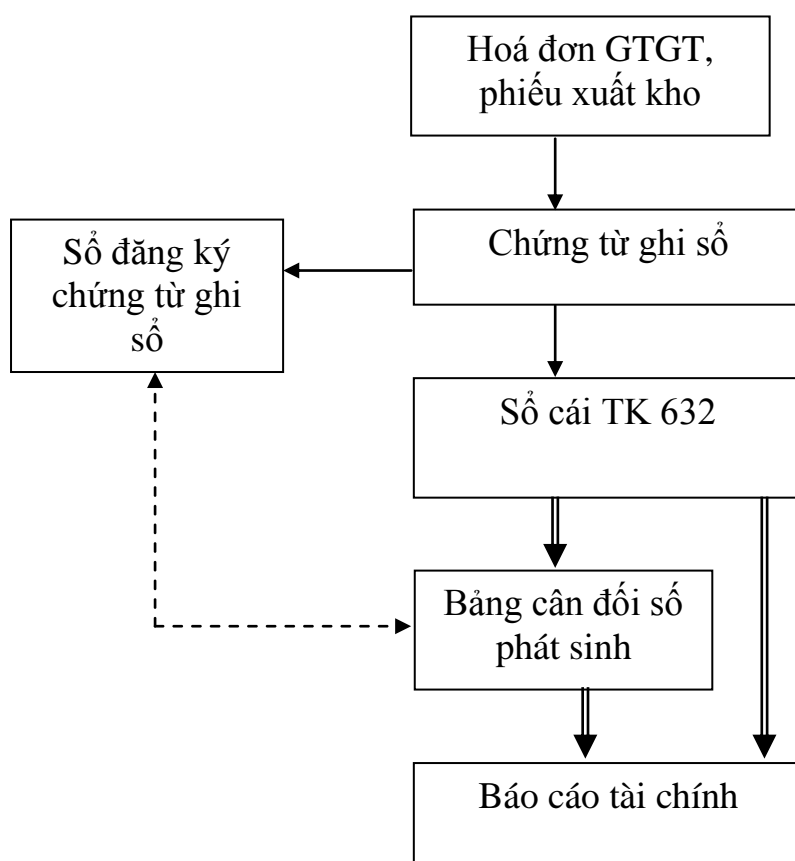 Hoá đơn GTGT,
phiếu xuất kho
Chứng từ ghi sổ
Sổ đăng ký
chứng từ ghi
sổ
Sổ cái TK 632
Bảng cân đối số
phát sinh
Báo cáo tài chính